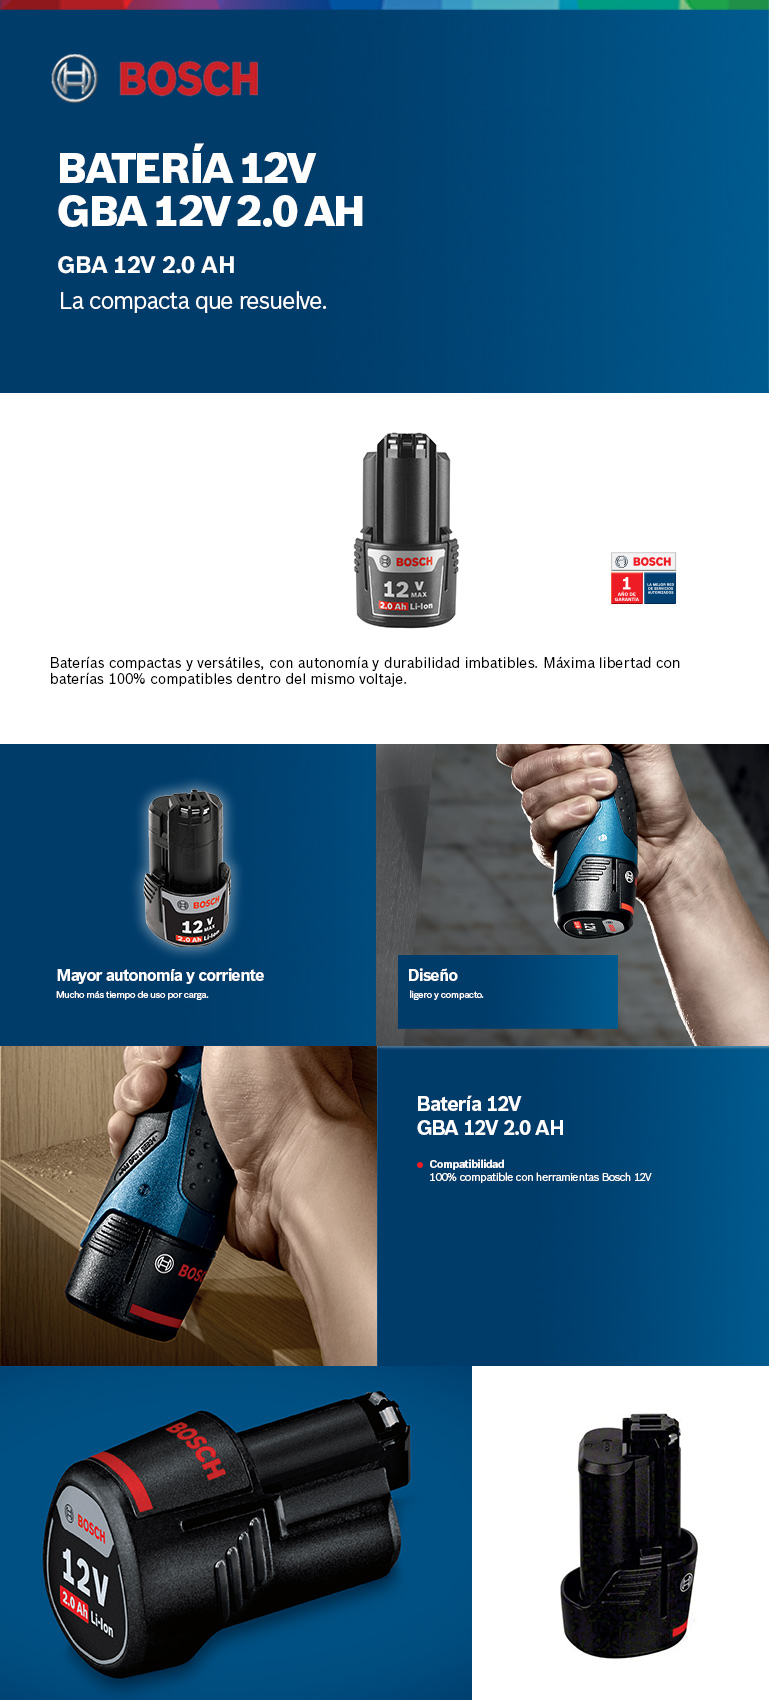 BOSCH
BATERÍA 12V
GBA 12V 2.0 AH
GBA 12V 2.0 AH
La compacta que resuelve.
BOSCH
12 V
MAX
2.0 Ah Li-Ion
BOSCH
1
AÑO DE
GARANTÍA
LA MEJOR RED
DE SERVICIOS
AUTORIZADOS
Baterías compactas y versátiles, con autonomía y durabilidad imbatibles. Máxima libertad con
baterías 100% compatibles dentro del mismo voltaje.
BOSCH
12 V
MAX
2.0 Ah Li-Ion
Mayor autonomía y corriente
Mucho más tiempo de uso por carga.
12V
Diseño
ligero y compacto.
BOSCH
Batería 12V
GBA 12V 2.0 AH
Compatibilidad
100% compatible con herramientas Bosch 12V
BOSCH
BOSCH
12V
2.0 Ah Li-Ion